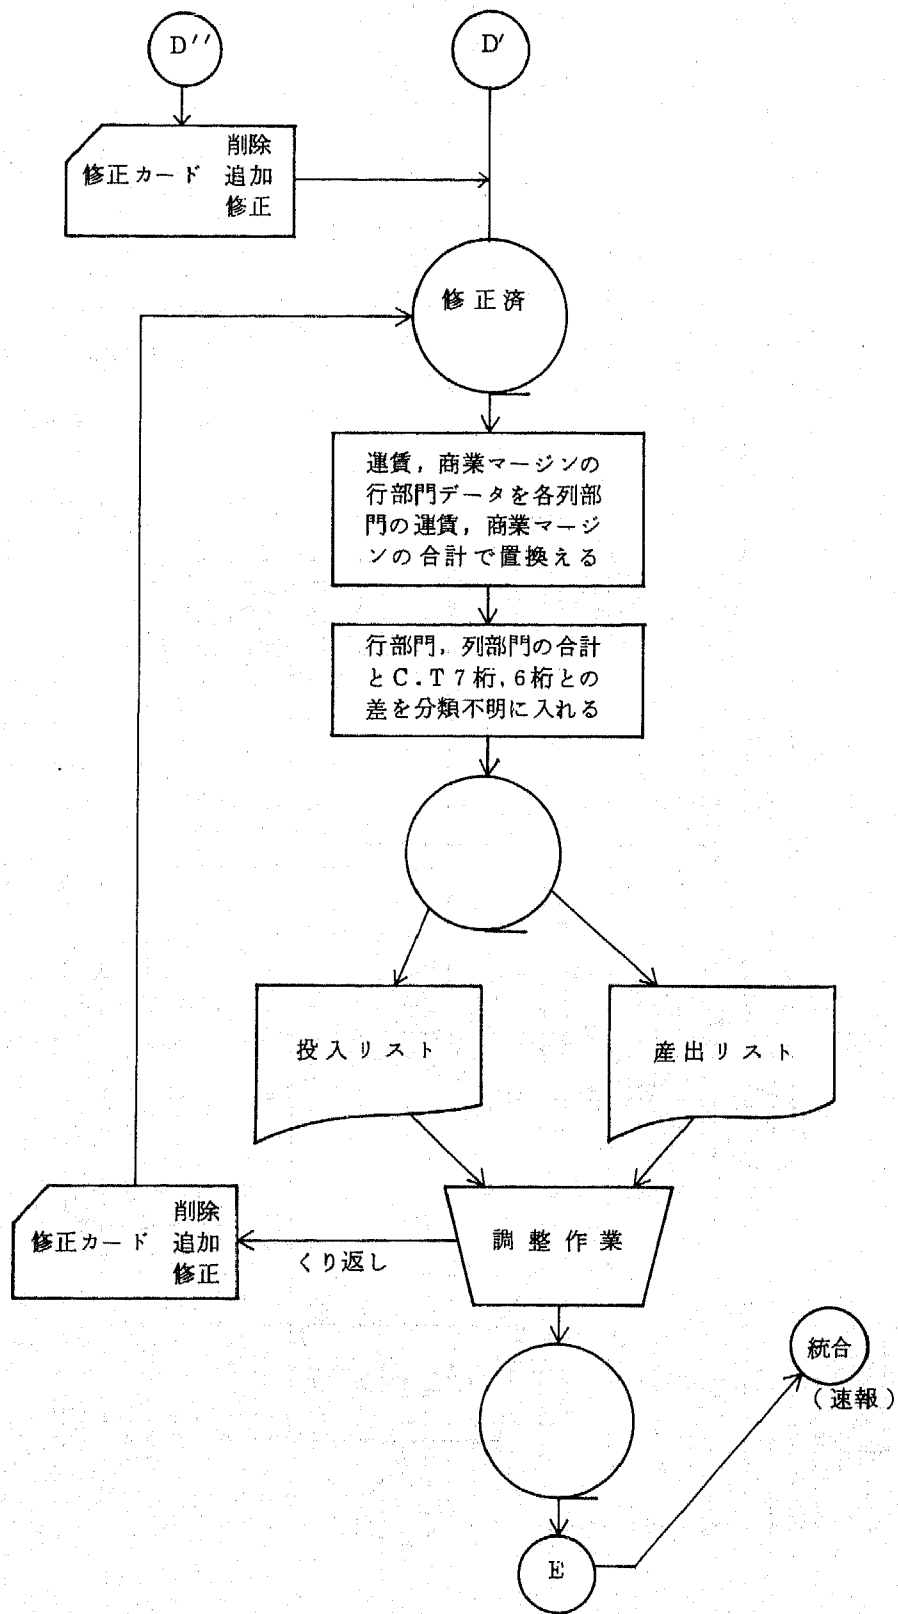 D''
D'
削除
修正カード 追加
修正
修正済
運賃,商業マージンの
行部門データを各列部
門の運賃,商業マージ
ンの合計で置換える
行部門,列部門の合計
とC.T7桁,6桁との
差を分類不明に入れる
投入リスト
産出リスト
削除
修正カード 追加
修正
くり返し
調整作業
統合
(速報)
E